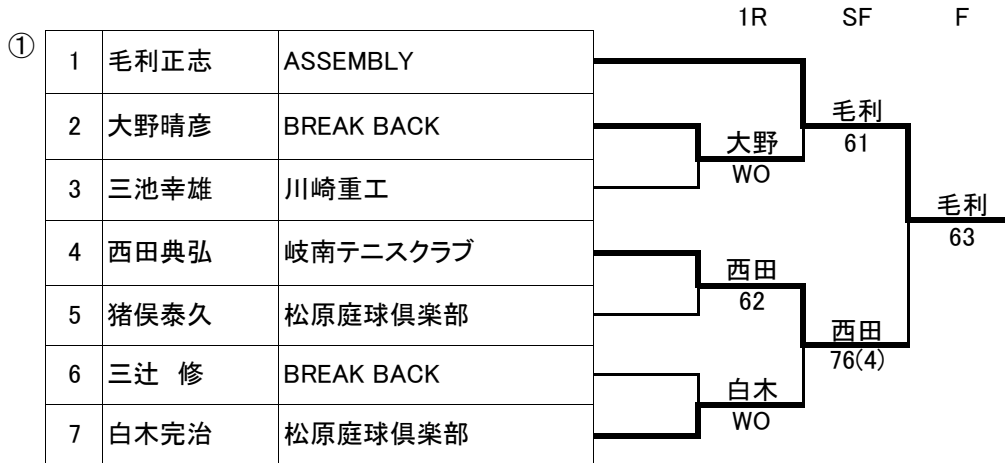 1R SF F
①
1 毛利正志 ASSEMBLY
2 大野晴彦 BREAK BACK
3 三池幸雄 川崎重工
4 西田典弘 岐南テニスクラブ
5 猪俣泰久 松原庭球倶楽部
6 三辻 修 BREAK BACK
7 白木完治 松原庭球倶楽部
大野
WO
西田
62
白木
WO
毛利
61
西田
76(4)
毛利
63